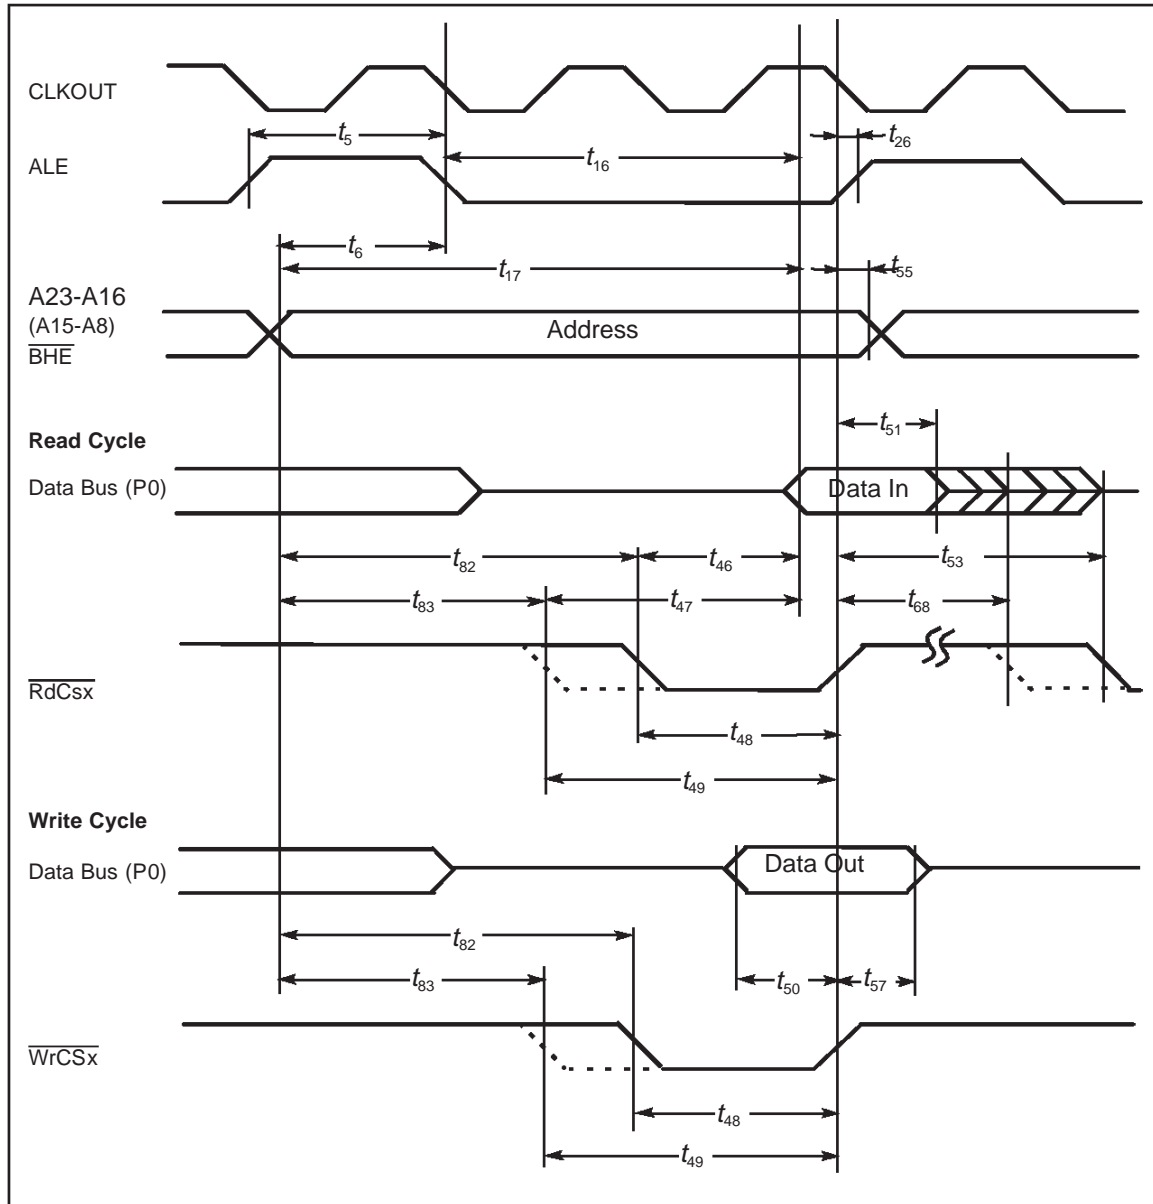 CLKOUT
t5
t26
ALE
t16
t6
t17
t55
A23-A16
(A15-A8)
BHE
Address
t51
Read Cycle
Data Bus (P0)
Data In
t82
t46
t53
t83
t47
t68
RdCsx
t48
t49
Write Cycle
Data Bus (P0)
Data Out
t82
t83
t50
t57
WrCSx
t48
t49